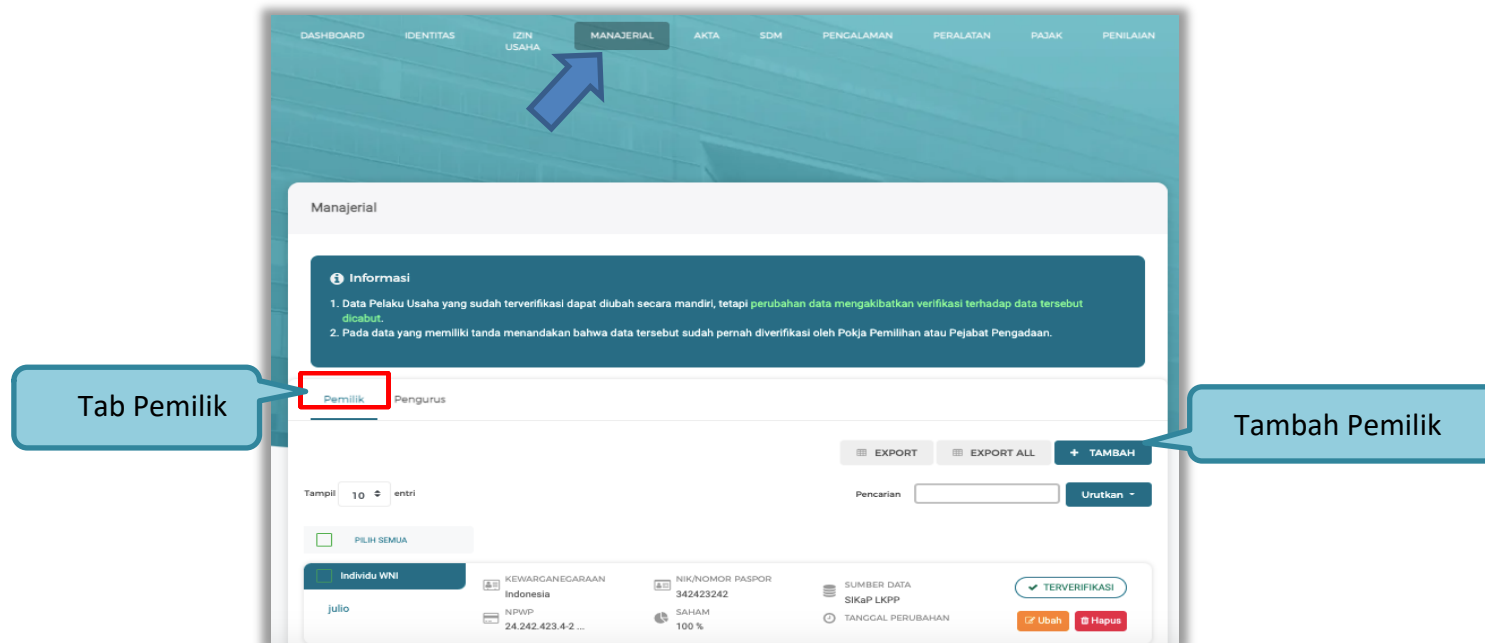 DASHBOARD IDENTITAS IZIN USAHA MANAJERIAL AKTA SDM PENGALAMAN PERALATAN PAJAK PENILAIAN
Manajerial
Informasi
1. Data Pelaku Usaha yang sudah terverifikasi dapat diubah secara mandiri, tetapi perubahan data mengakibatkan verifikasi terhadap data tersebut
dicabut.
2. Pada data yang memiliki tanda menandakan bahwa data tersebut sudah pernah diverifikasi oleh Pokja Pemilihan atau Pejabat Pengadaan.
Tab Pemilik
Pemilik Pengurus
Tambah Pemilik
EXPORT EXPORT ALL + TAMBAH
Tampil 10 entri Pencarian Urutkan
PILIH SEMUA
Individu WNI
julio
KEWARGANEGARAAN
Indonesia
NPWP
24.242.423.4-2 ...
NIK/NOMOR PASPOR
342423242
SAHAM
100 %
SUMBER DATA
SIKaP LKPP
TANGGAL PERUBAHAN
TERVERIFIKASI
Ubah Hapus